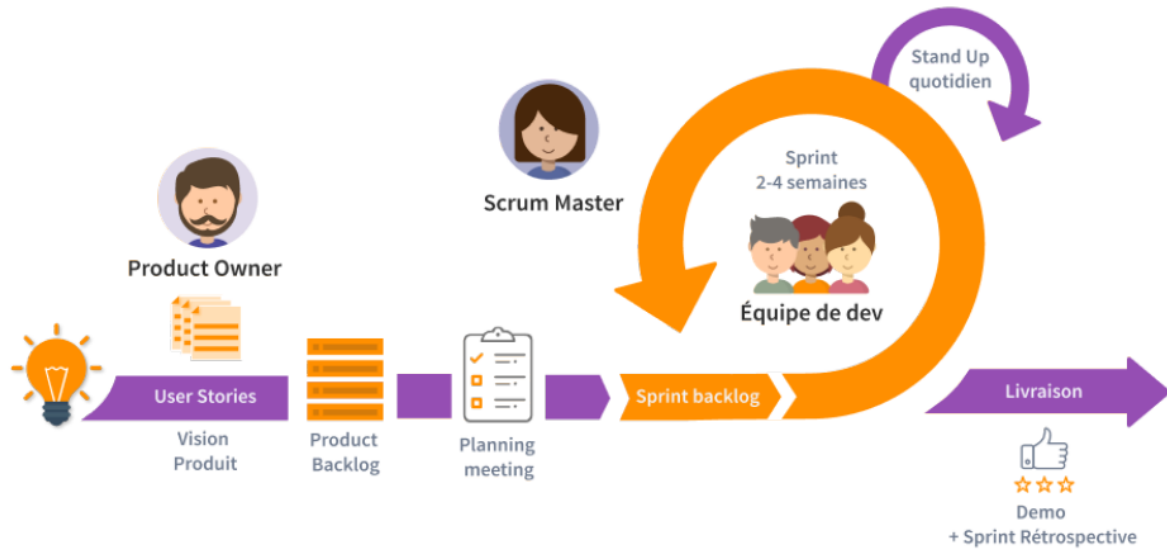 Stand Up
quotidien
Sprint
2-4 semaines
Scrum Master
Product Owner
Équipe de dev
User Stories
Sprint backlog
Livraison
Vision
Produit
Product
Backlog
Planning
meeting
Demo
+ Sprint Rétrospective